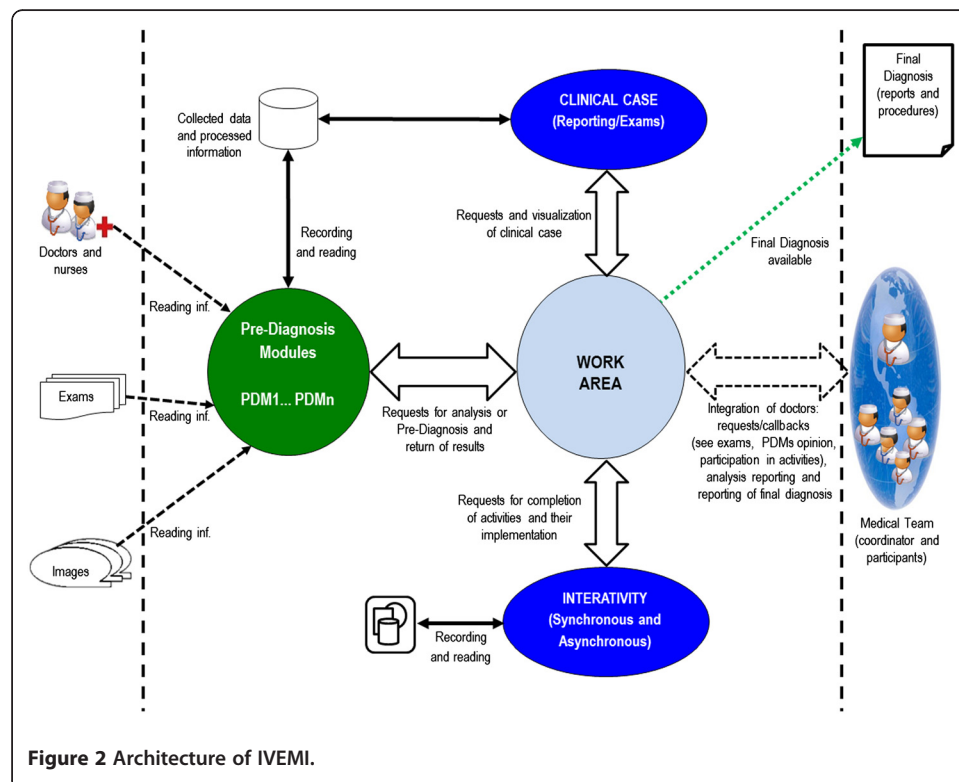 Final
Diagnosis
(reports and
procedures)
CLINICAL CASE
(Reporting/Exams)
Collected data
and processed
information
Requests and visualization
of clinical case
Recording
and reading
Final Diagnosis
available
Doctors and
nurses
Reading inf.
Pre-Diagnosis
Modules
PDM1... PDMn
WORK
AREA
Exams
Reading inf.
Requests for analysis or
Pre-Diagnosis and
return of results
Integration of doctors:
requests/callbacks
(see exams, PDMs opinion,
participation in activities),
analysis reporting and
reporting of final diagnosis
Requests for completion
of activities and their
implementation
Reading inf.
Medical Team
(coordinator and
participants)
Images
INTERATIVITY
(Synchronous and
Asynchronous)
Recording
and reading
Figure 2 Architecture of IVEMI.